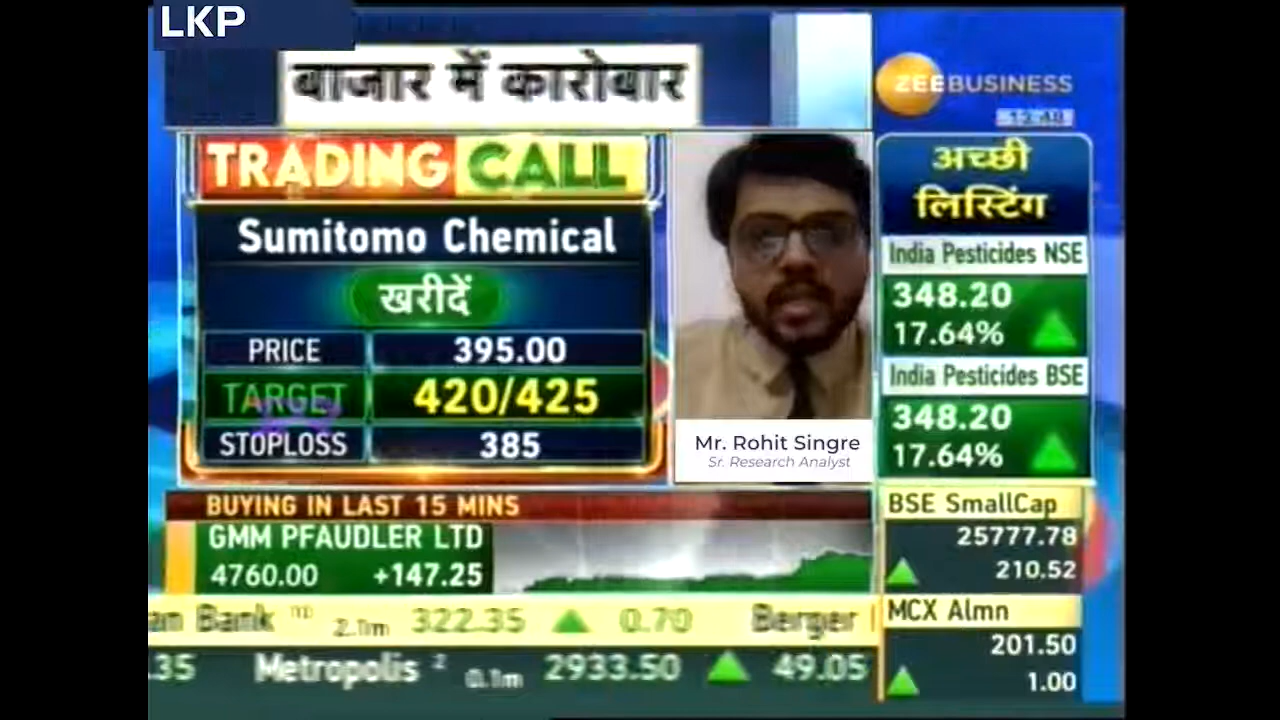 LKP
बाजार में कारोबार
ZEEBUSINESS
TRADING CALL
Sumitomo Chemical
खरीदें
PRICE 395.00
TARGET 420/425
STOPLOSS 385
Mr. Rohit Singre
Sr. Research Analyst
अच्छी
लिस्टिंग
India Pesticides NSE
348.20
17.64%
India Pesticides BSE
348.20
17.64%
BUYING IN LAST 15 MINS
GMM PFAUDLER LTD
4760.00 +147.25
BSE SmallCap
25777.78
210.52
MCX Almn
201.50
1.00
an Bank 2.1m 322.35 0.70 Berger
.35 Metropolis 2 0.1m 2933.50 49.05